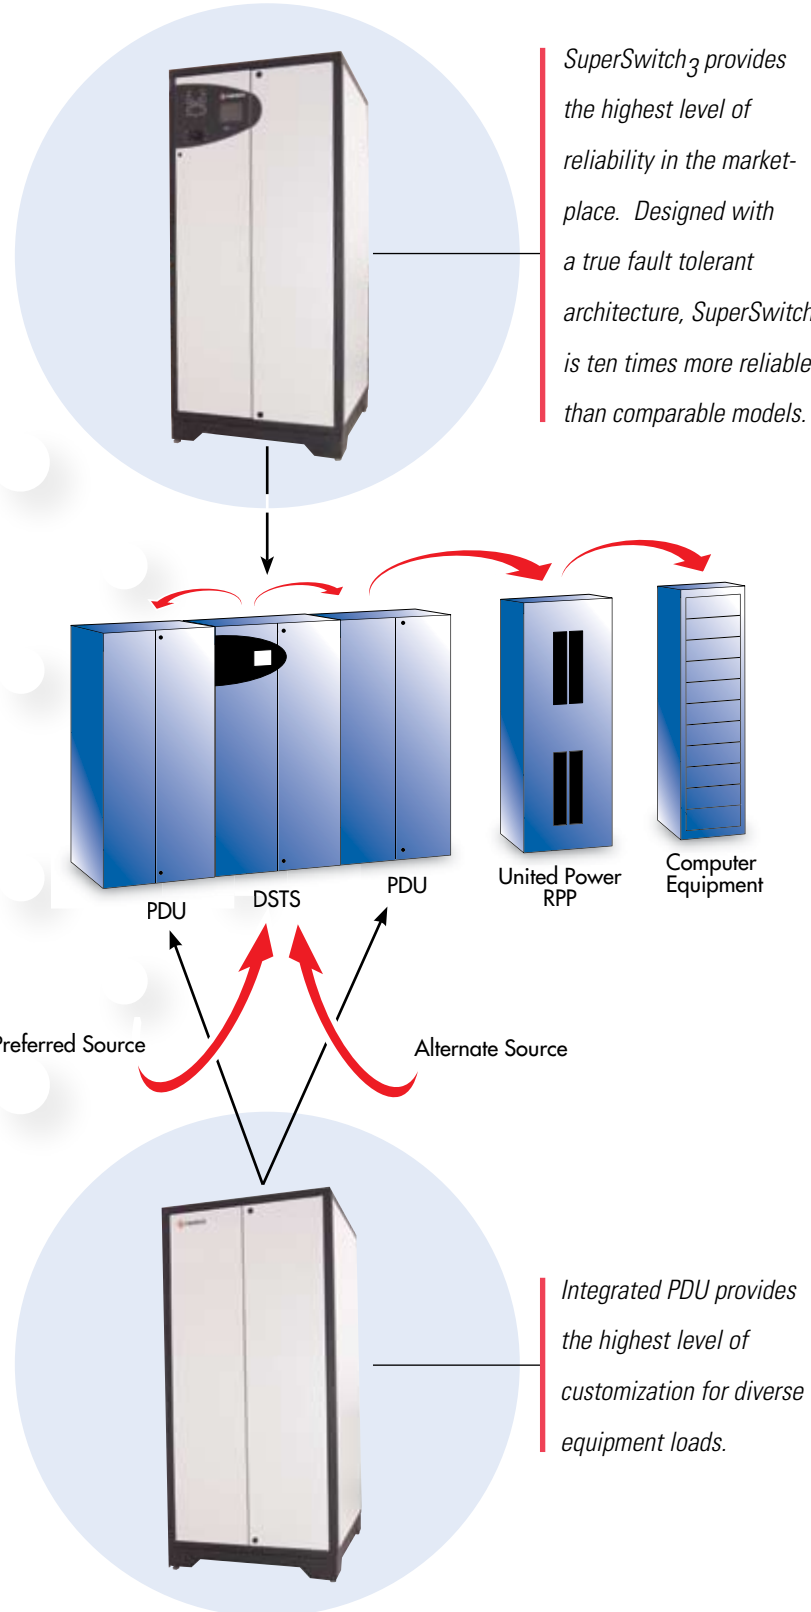 SuperSwitch3 provides
the highest level of
reliability in the market-
place. Designed with
a true fault tolerant
architecture, SuperSwitch
is ten times more reliable
than comparable models.
PDU
DSTS
PDU
United Power
RPP
Computer
Equipment
Preferred Source
Alternate Source
Integrated PDU provides
the highest level of
customization for diverse
equipment loads.